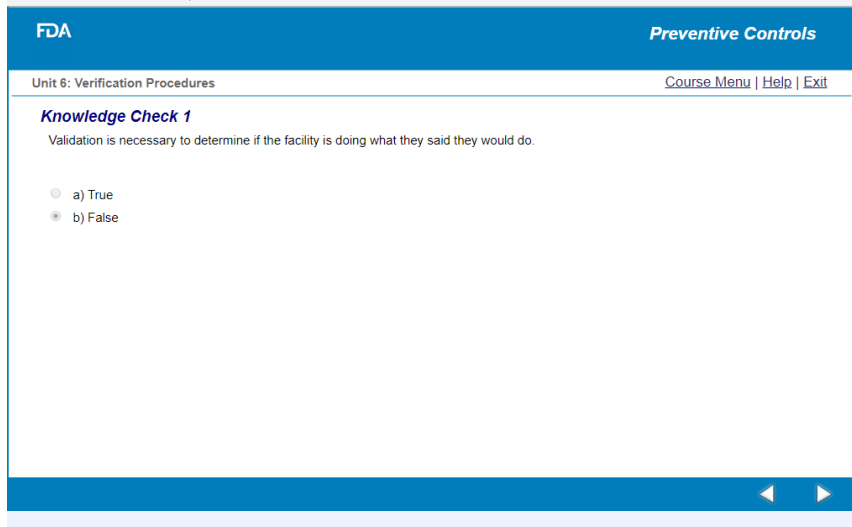 FDA
Preventive Controls
Unit 6: Verification Procedures
Course Menu | Help | Exit
Knowledge Check 1
Validation is necessary to determine if the facility is doing what they said they would do.
a) True
b) False